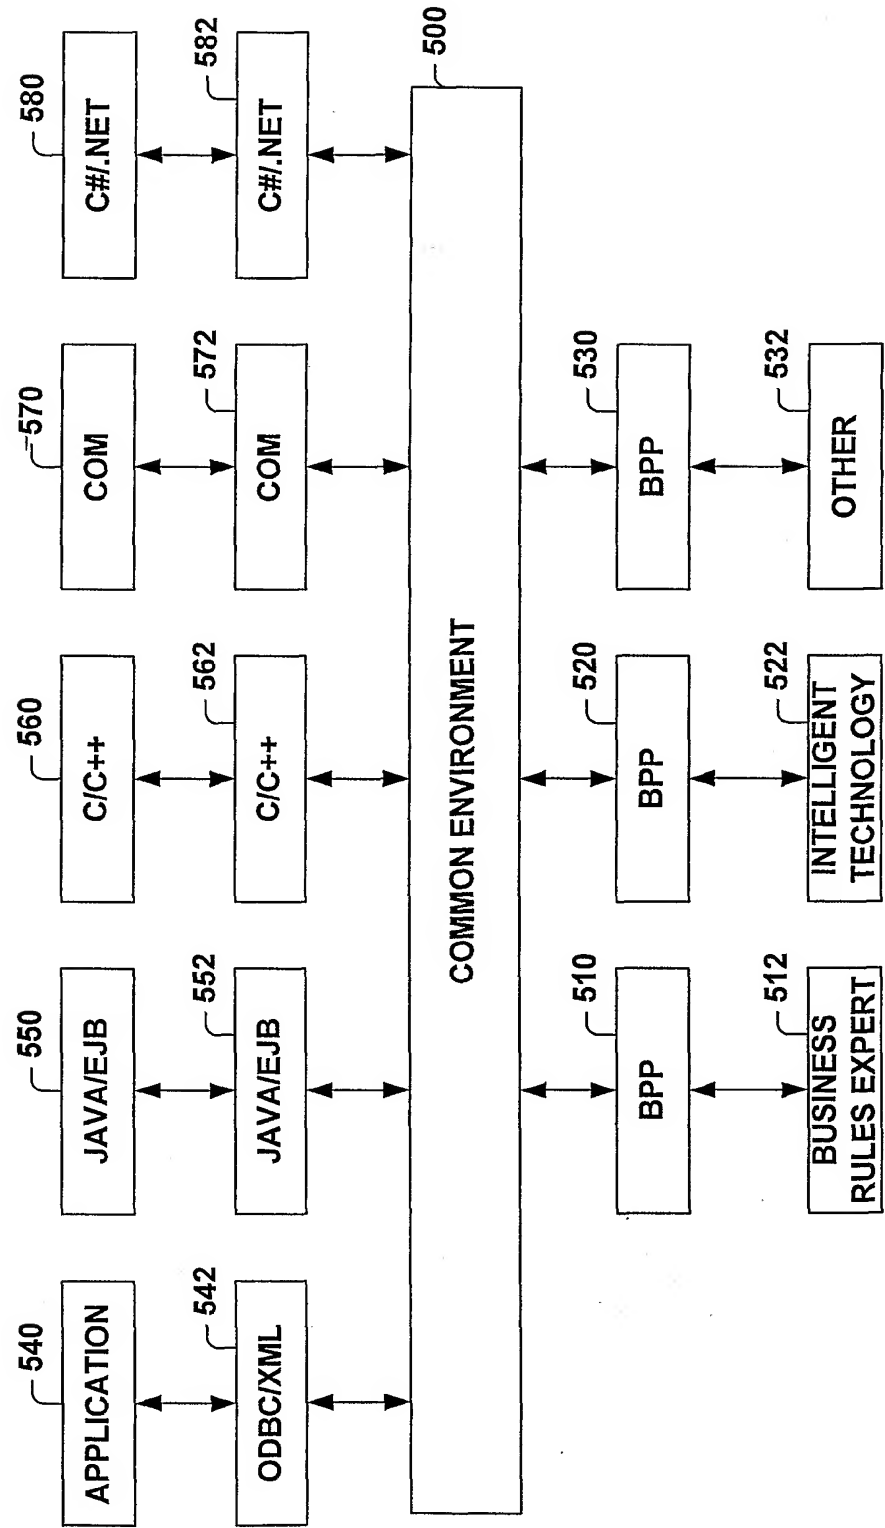 540
APPLICATION
550
JAVA/EJB
560
C/C++
570
COM
580
C#/.NET
542
ODBC/XML
552
JAVA/EJB
562
C/C++
572
COM
582
C#/.NET
500
COMMON ENVIRONMENT
510
BPP
520
BPP
530
BPP
512
BUSINESS
RULES EXPERT
522
INTELLIGENT
TECHNOLOGY
532
OTHER